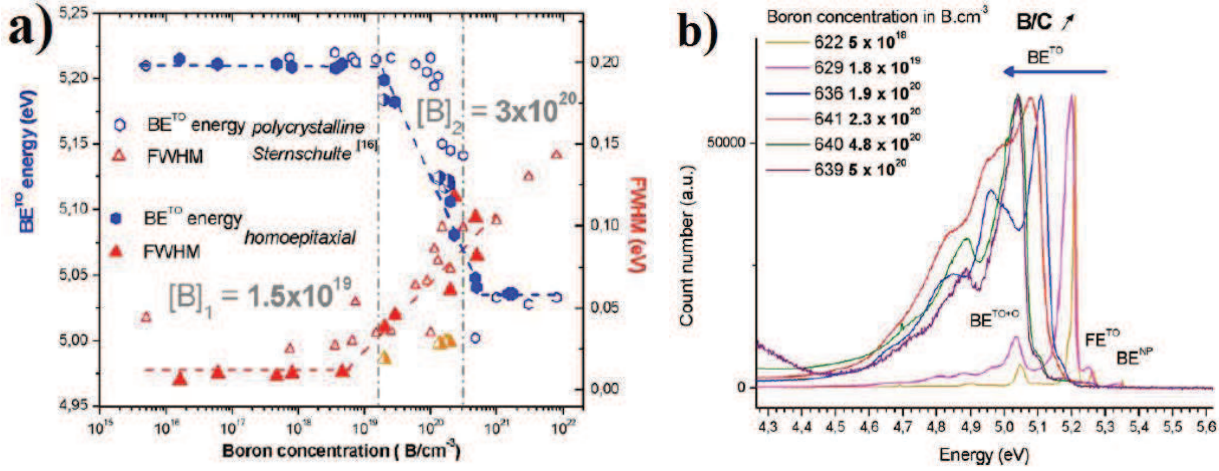 a)
5,25
5,20
5,15
5,10
5,05
5,00
4,95
BE^TO energy (eV)
0,20
0,15
0,10
0,05
0,00
FWHM (eV)
[B]₂ = 3x10^20
BE^TO energy polycrystalline
FWHM Sternschulte [16]
BE^TO energy
homoepitaxial
FWHM
[B]₁ = 1.5x10^19
10^15 10^16 10^17 10^18 10^19 10^20 10^21 10^22
Boron concentration ( B/cm^-3)
b)
Boron concentration in B.cm^3
622 5 x 10^18
629 1.8 x 10^19
636 1.9 x 10^20
641 2.3 x 10^20
640 4.8 x 10^20
639 5 x 10^20
B/C ↗
BE^TO
50000
0
Count number (a.u.)
BE^TO+O
FE^TO
BE^NP
4,3 4,4 4,5 4,6 4,7 4,8 4,9 5,0 5,1 5,2 5,3 5,4 5,5
Energy (eV)